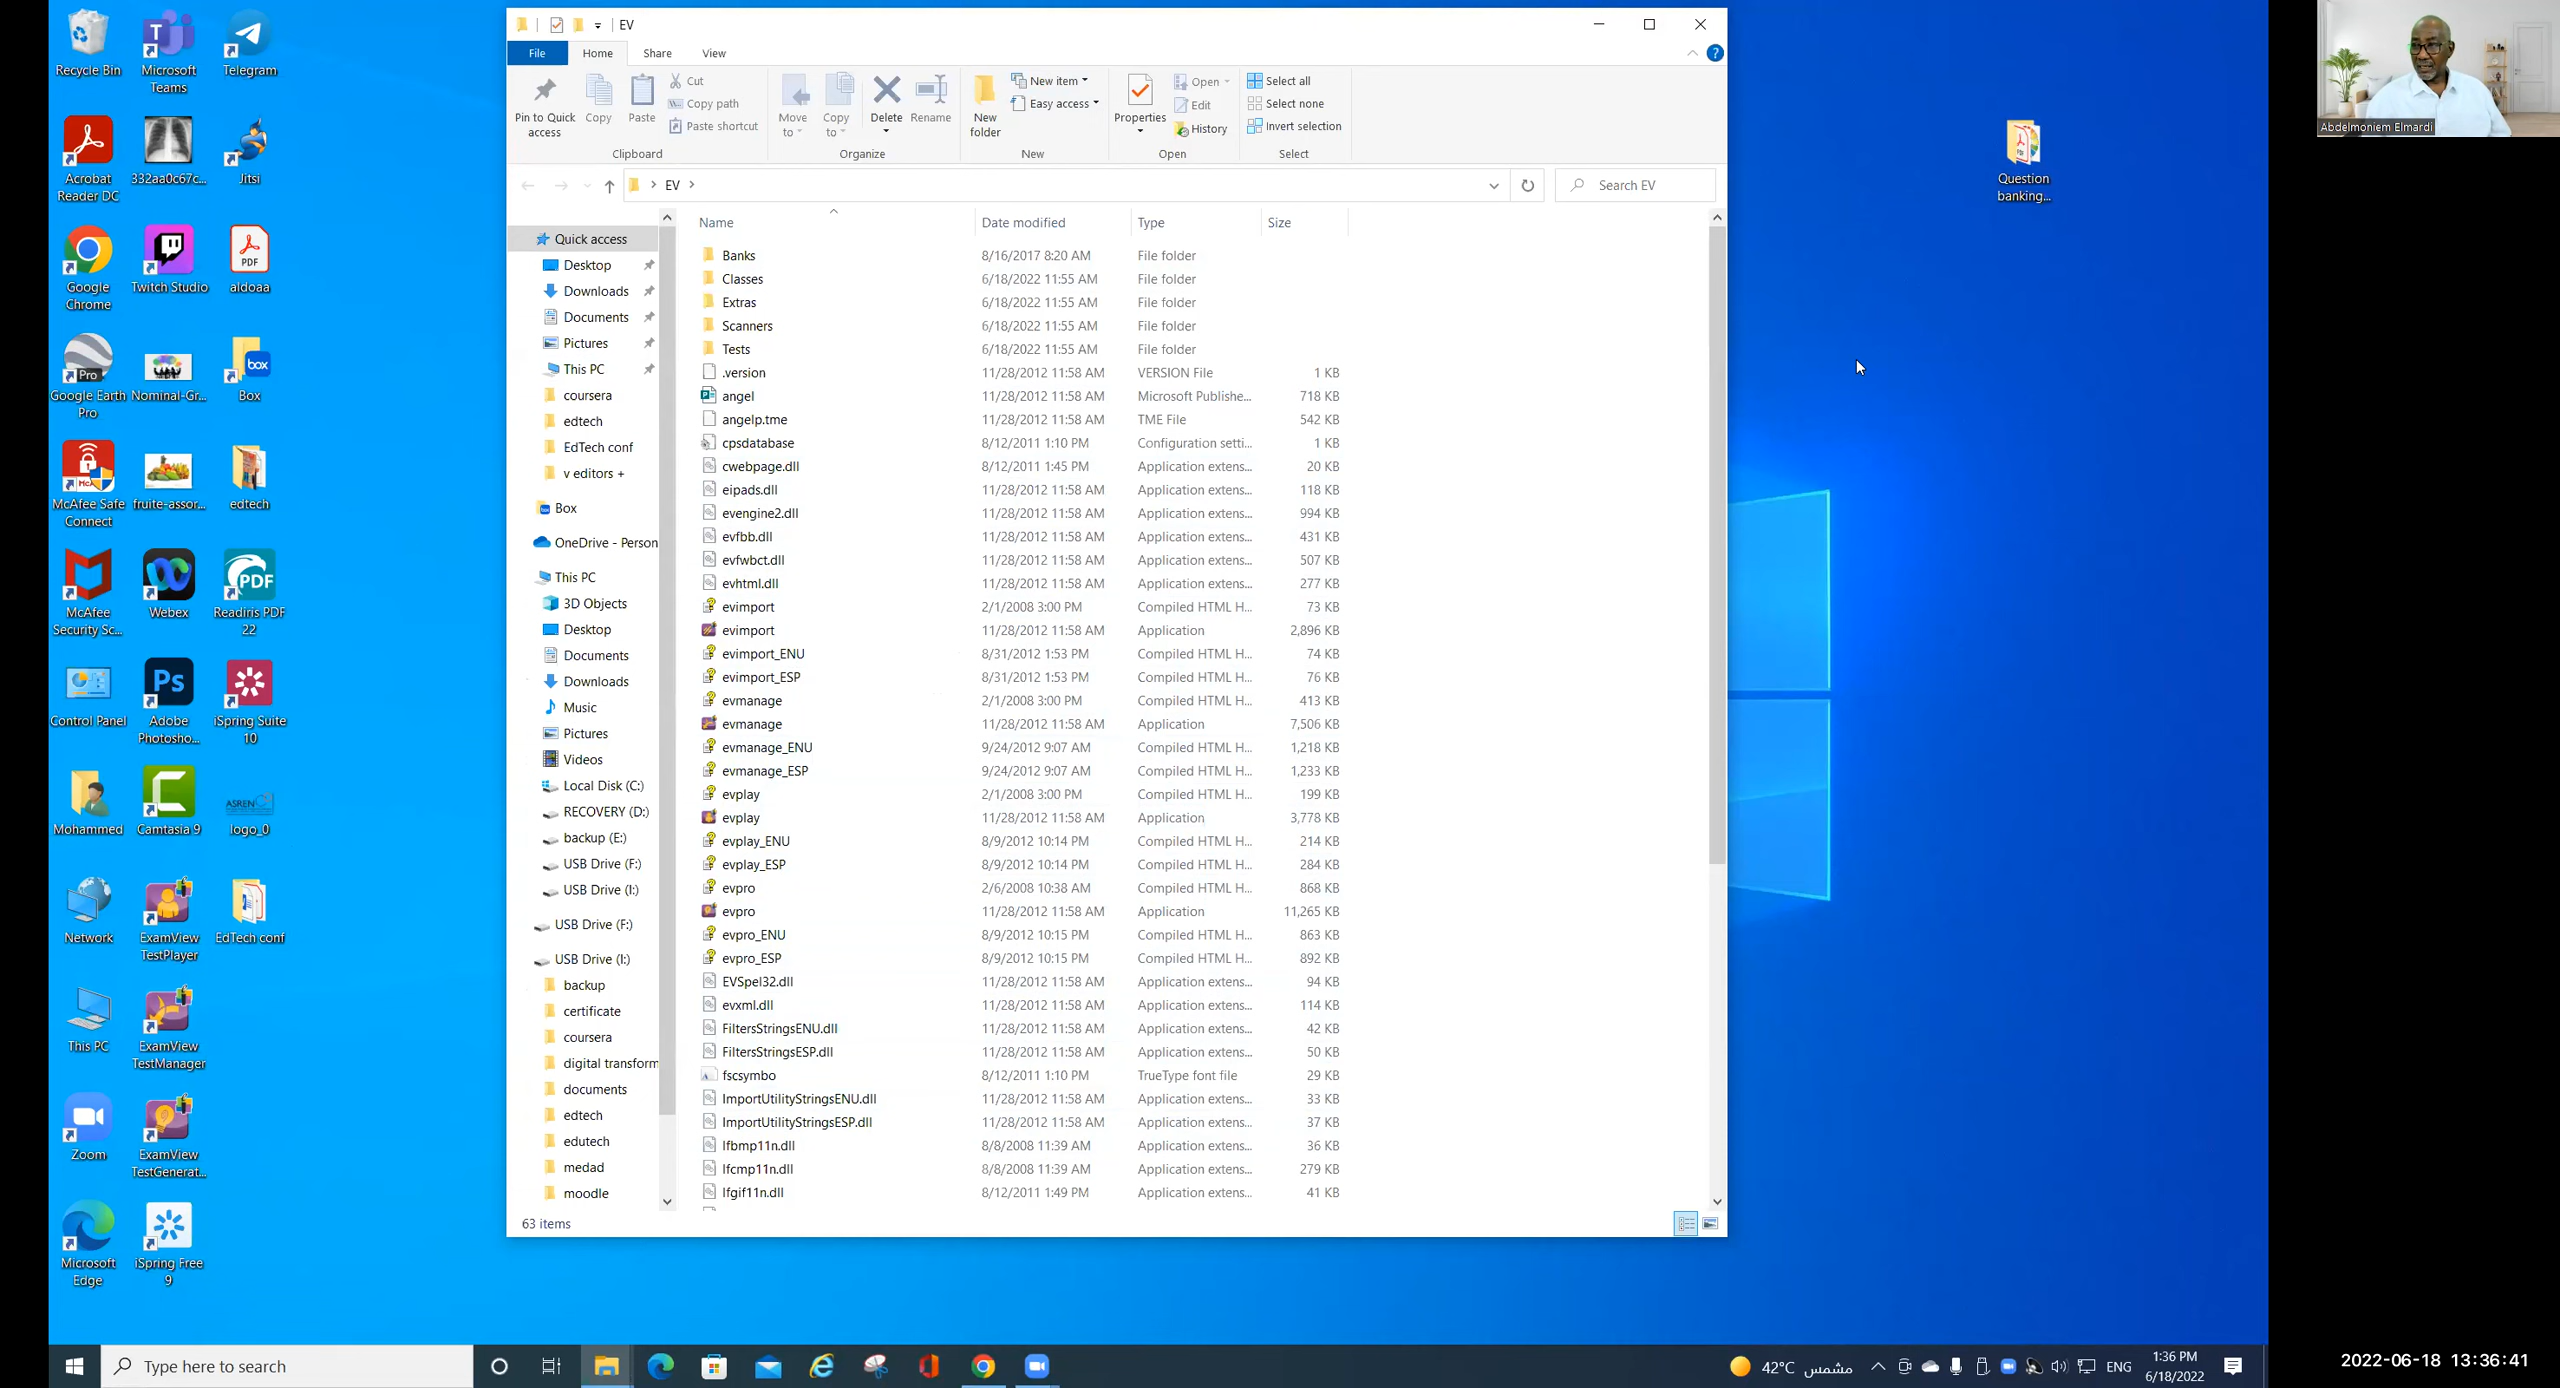 Recycle Bin
Microsoft
Teams
Telegram
Acrobat
Reader DC
332aa0c67c...
Jitsi
Google
Chrome
Twitch Studio
PDF
aldoaa
Pro
Google Earth
Pro
Nominal-Gr...
box
Box
McAfee Safe
Connect
fruite-assor...
edtech
McAfee
Security Sc...
Webex
PDF
Readiris PDF
22
Control Panel
Ps
Adobe
Photosho...
iSpring Suite
10
Mohammed
Camtasia 9
ASREN
logo_0
Network
ExamView
TestPlayer
EdTech conf
This PC
ExamView
TestManager
Zoom
ExamView
TestGenerat...
Microsoft
Edge
iSpring Free
9
EV
File
Home
Share
View
Pin to Quick
access
Copy
Paste
Cut
Copy path
Paste shortcut
Clipboard
Move
to
Copy
to
Delete
Rename
Organize
New
folder
New item
Easy access
New
Properties
Open
Edit
History
Open
Select all
Select none
Invert selection
Select
EV
Search EV
Quick access
Desktop
Downloads
Documents
Pictures
This PC
coursera
edtech
EdTech conf
v editors +
Box
OneDrive - Person
This PC
3D Objects
Desktop
Documents
Downloads
Music
Pictures
Videos
Local Disk (C:)
RECOVERY (D:)
backup (E:)
USB Drive (F:)
USB Drive (I:)
USB Drive (F:)
USB Drive (I:)
backup
certificate
coursera
digital transform
documents
edtech
edutech
medad
moodle
Name Date modified Type Size
Banks 8/16/2017 8:20 AM File folder
Classes 6/18/2022 11:55 AM File folder
Extras 6/18/2022 11:55 AM File folder
Scanners 6/18/2022 11:55 AM File folder
Tests 6/18/2022 11:55 AM File folder
.version 11/28/2012 11:58 AM VERSION File 1 KB
angel 11/28/2012 11:58 AM Microsoft Publishe... 718 KB
angelp.tme 11/28/2012 11:58 AM TME File 542 KB
cpsdatabase 8/12/2011 1:10 PM Configuration setti... 1 KB
cwebpage.dll 8/12/2011 1:45 PM Application extens... 20 KB
eipads.dll 11/28/2012 11:58 AM Application extens... 118 KB
evengine2.dll 11/28/2012 11:58 AM Application extens... 994 KB
evfbb.dll 11/28/2012 11:58 AM Application extens... 431 KB
evfwbct.dll 11/28/2012 11:58 AM Application extens... 507 KB
evhtml.dll 11/28/2012 11:58 AM Application extens... 277 KB
evimport 2/1/2008 3:00 PM Compiled HTML H... 73 KB
evimport 11/28/2012 11:58 AM Application 2,896 KB
evimport_ENU 8/31/2012 1:53 PM Compiled HTML H... 74 KB
evimport_ESP 8/31/2012 1:53 PM Compiled HTML H... 76 KB
evmanage 2/1/2008 3:00 PM Compiled HTML H... 413 KB
evmanage 11/28/2012 11:58 AM Application 7,506 KB
evmanage_ENU 9/24/2012 9:07 AM Compiled HTML H... 1,218 KB
evmanage_ESP 9/24/2012 9:07 AM Compiled HTML H... 1,233 KB
evplay 2/1/2008 3:00 PM Compiled HTML H... 199 KB
evplay 11/28/2012 11:58 AM Application 3,778 KB
evplay_ENU 8/9/2012 10:14 PM Compiled HTML H... 214 KB
evplay_ESP 8/9/2012 10:14 PM Compiled HTML H... 284 KB
evpro 2/6/2008 10:38 AM Compiled HTML H... 868 KB
evpro 11/28/2012 11:58 AM Application 11,265 KB
evpro_ENU 8/9/2012 10:15 PM Compiled HTML H... 863 KB
evpro_ESP 8/9/2012 10:15 PM Compiled HTML H... 892 KB
EVSpel32.dll 11/28/2012 11:58 AM Application extens... 94 KB
evxml.dll 11/28/2012 11:58 AM Application extens... 114 KB
FiltersStringsENU.dll 11/28/2012 11:58 AM Application extens... 42 KB
FiltersStringsESP.dll 11/28/2012 11:58 AM Application extens... 50 KB
fscsymbo 8/12/2011 1:10 PM TrueType font file 29 KB
ImportUtilityStringsENU.dll 11/28/2012 11:58 AM Application extens... 33 KB
ImportUtilityStringsESP.dll 11/28/2012 11:58 AM Application extens... 37 KB
lfbmp11n.dll 8/8/2008 11:39 AM Application extens... 36 KB
lfcmp11n.dll 8/8/2008 11:39 AM Application extens... 279 KB
lfgif11n.dll 8/12/2011 1:49 PM Application extens... 41 KB
63 items
Question
banking...
Abdelmoniem Elmardi
Type here to search
42°C مشمس
ENG
1:36 PM
6/18/2022
2022-06-18 13:36:41